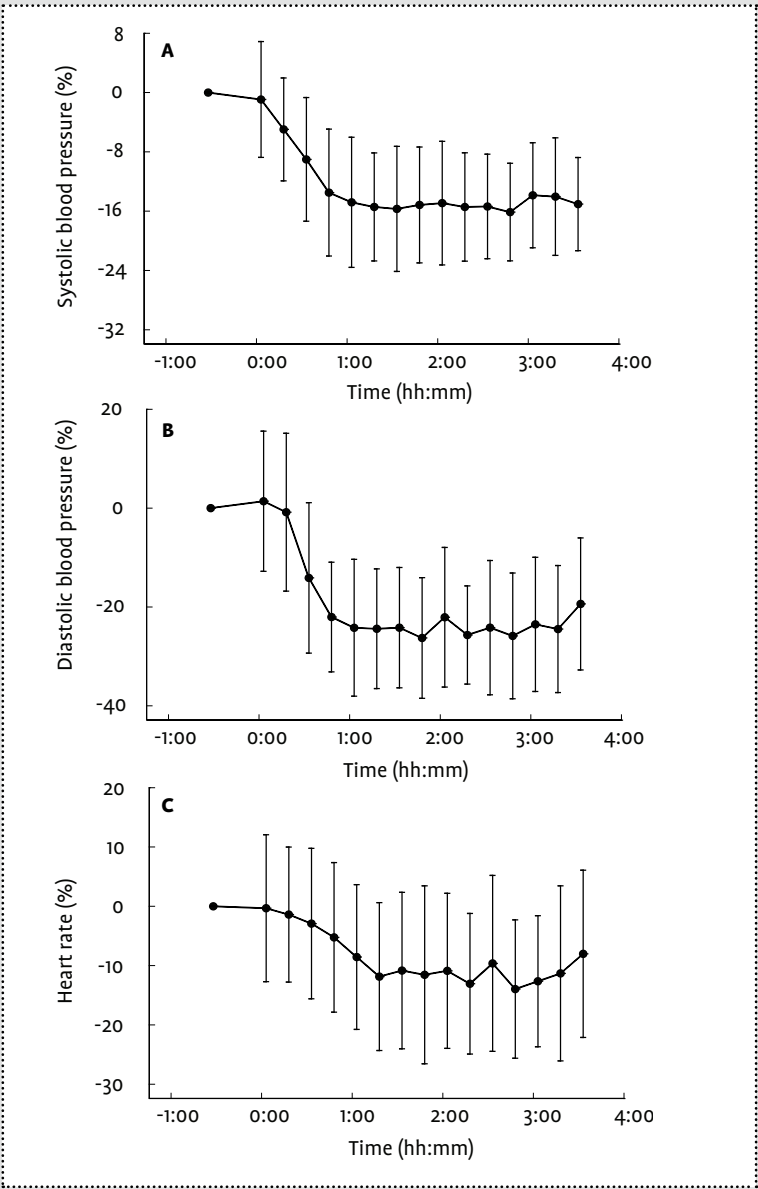 A
Systolic blood pressure (%)
8
0
-8
-16
-24
-32
-1:00 0:00 1:00 2:00 3:00 4:00
Time (hh:mm)
B
Diastolic blood pressure (%)
20
0
-20
-40
-1:00 0:00 1:00 2:00 3:00 4:00
Time (hh:mm)
C
Heart rate (%)
20
10
0
-10
-20
-30
-1:00 0:00 1:00 2:00 3:00 4:00
Time (hh:mm)